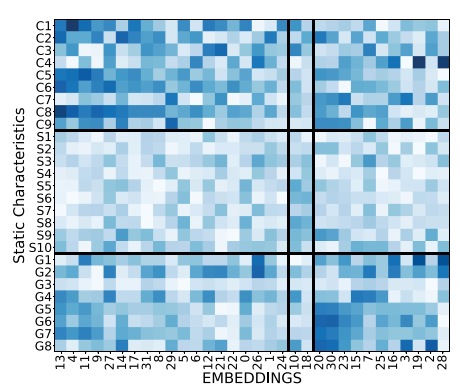 Static Characteristics
C1
C2
C3
C4
C5
C6
C7
C8
C9
S1
S2
S3
S4
S5
S6
S7
S8
S9
S10
G1
G2
G3
G4
G5
G6
G7
G8
13 4 11 9 27 14 17 31 8 29 5 6 12 21 22 0 26 1 24 10 18 20 30 23 15 7 25 16 3 19 2 28
EMBEDDINGS